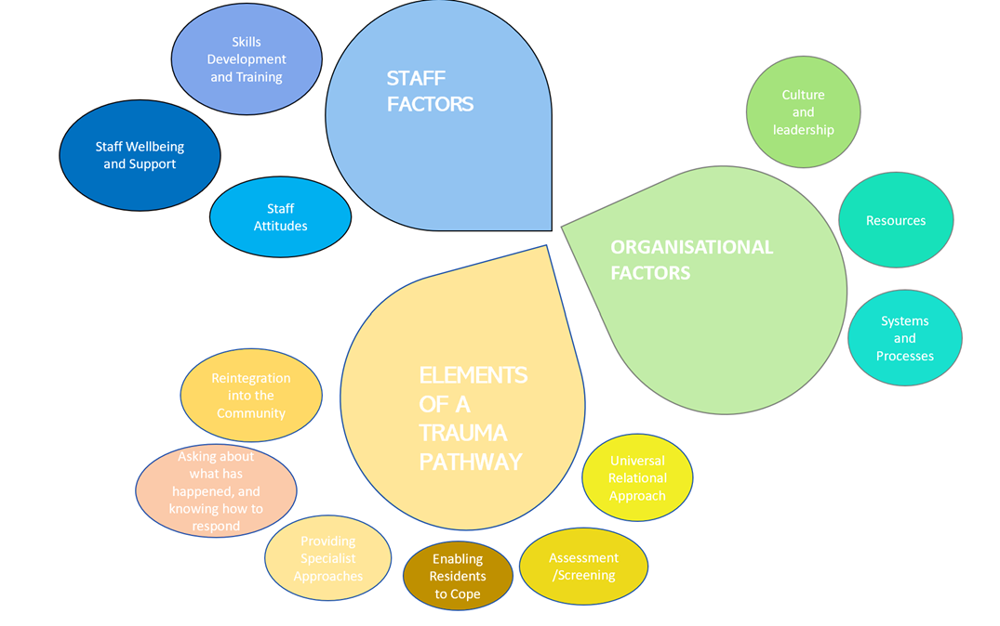 Skills
Development
and Training
STAFF
FACTORS
Staff Wellbeing
and Support
Staff
Attitudes
Culture
and
leadership
Resources
ORGANISATIONAL
FACTORS
Systems
and
Processes
ELEMENTS
OF A
TRAUMA
PATHWAY
Reintegration
into the
Community
Asking about
what has
happened, and
knowing how to
respond
Providing
Specialist
Approaches
Enabling
Residents
to Cope
Assessment
/Screening
Universal
Relational
Approach